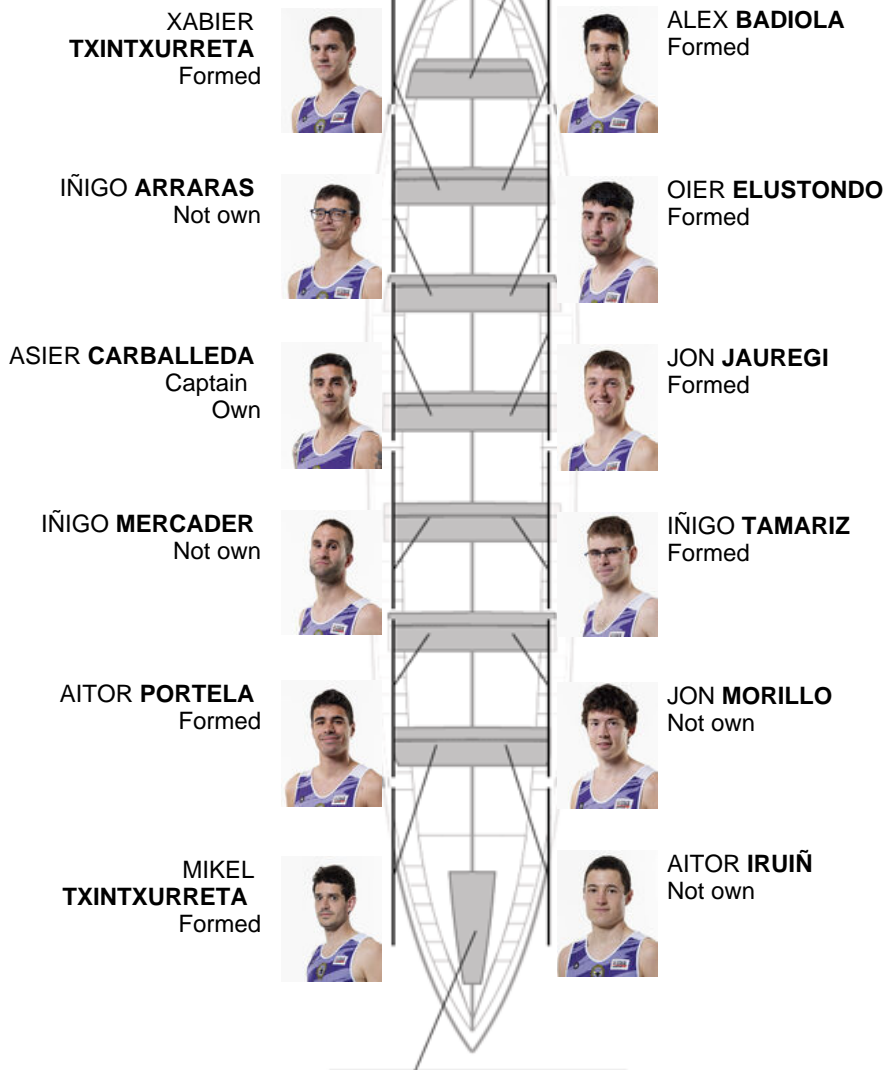 XABIER
TXINTXURRETA
Formed
ALEX BADIOLA
Formed
IÑIGO ARRARAS
Not own
OIER ELUSTONDO
Formed
ASIER CARBALLEDA
Captain
Own
JON JAUREGI
Formed
IÑIGO MERCADER
Not own
IÑIGO TAMARIZ
Formed
AITOR PORTELA
Formed
JON MORILLO
Not own
MIKEL
TXINTXURRETA
Formed
AITOR IRUIÑ
Not own